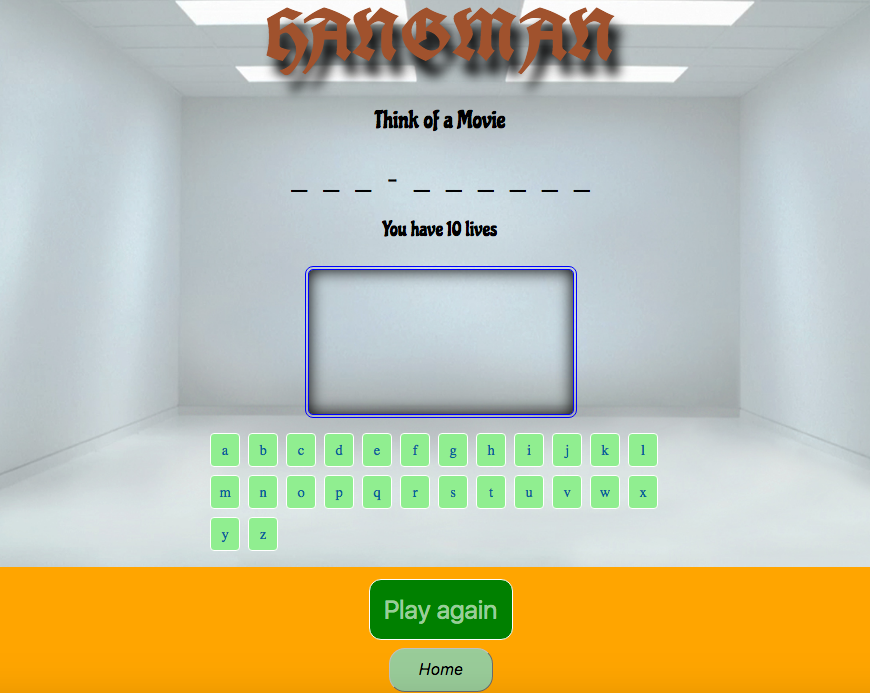 HANGMAN
Think of a Movie
_ _ _ - _ _ _ _ _ _
You have 10 lives
a b c d e f g h i j k l
m n o p q r s t u v w x
y z
Play again
Home